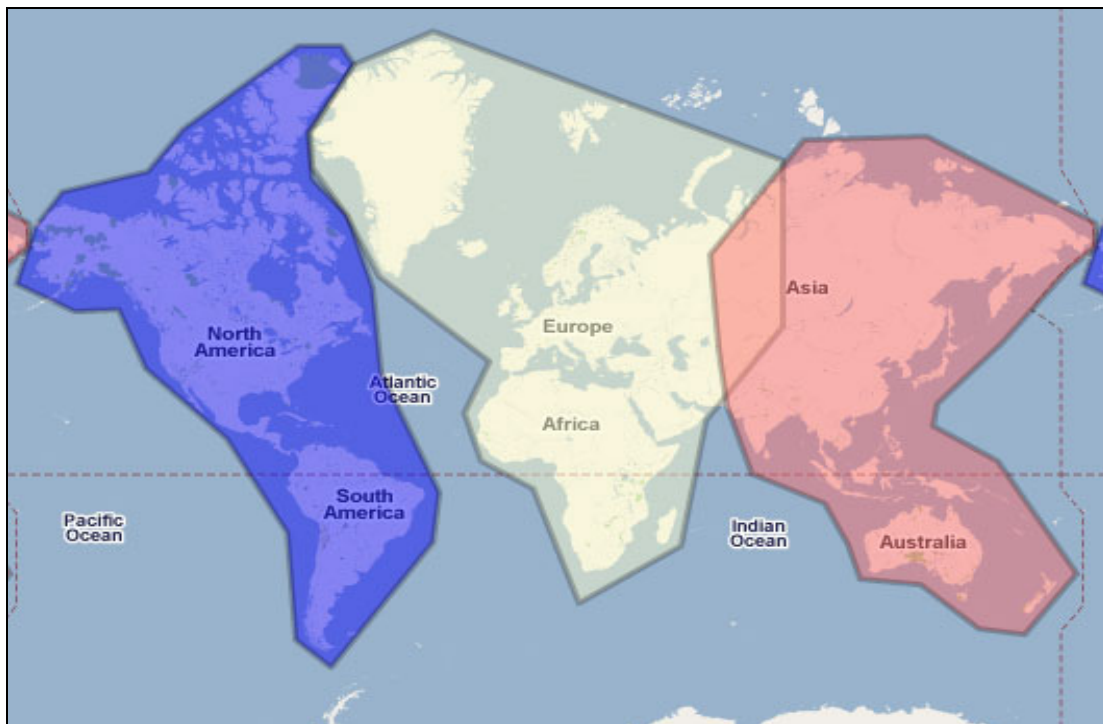 Asia
Europe
North
America
Atlantic
Ocean
Africa
South
America
Pacific
Ocean
Indian
Ocean
Australia